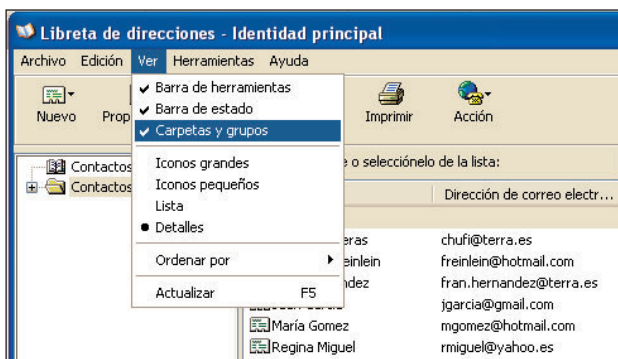 Libreta de direcciones - Identidad principal
Archivo Edición Ver Herramientas Ayuda
Nuevo Prop Imprimir Acción
Barra de herramientas
Barra de estado
Carpetas y grupos
Iconos grandes
Iconos pequeños
Lista
Detalles
Ordenar por
Actualizar F5
Contactos
Contactos
e o selecciónelo de la lista:
Dirección de correo electr...
eras chufi@terra.es
einlein freinlein@hotmail.com
dez fran.hernandez@terra.es
jgarcia@gmail.com
María Gomez mgomez@hotmail.com
Regina Miguel rmiguel@yahoo.es